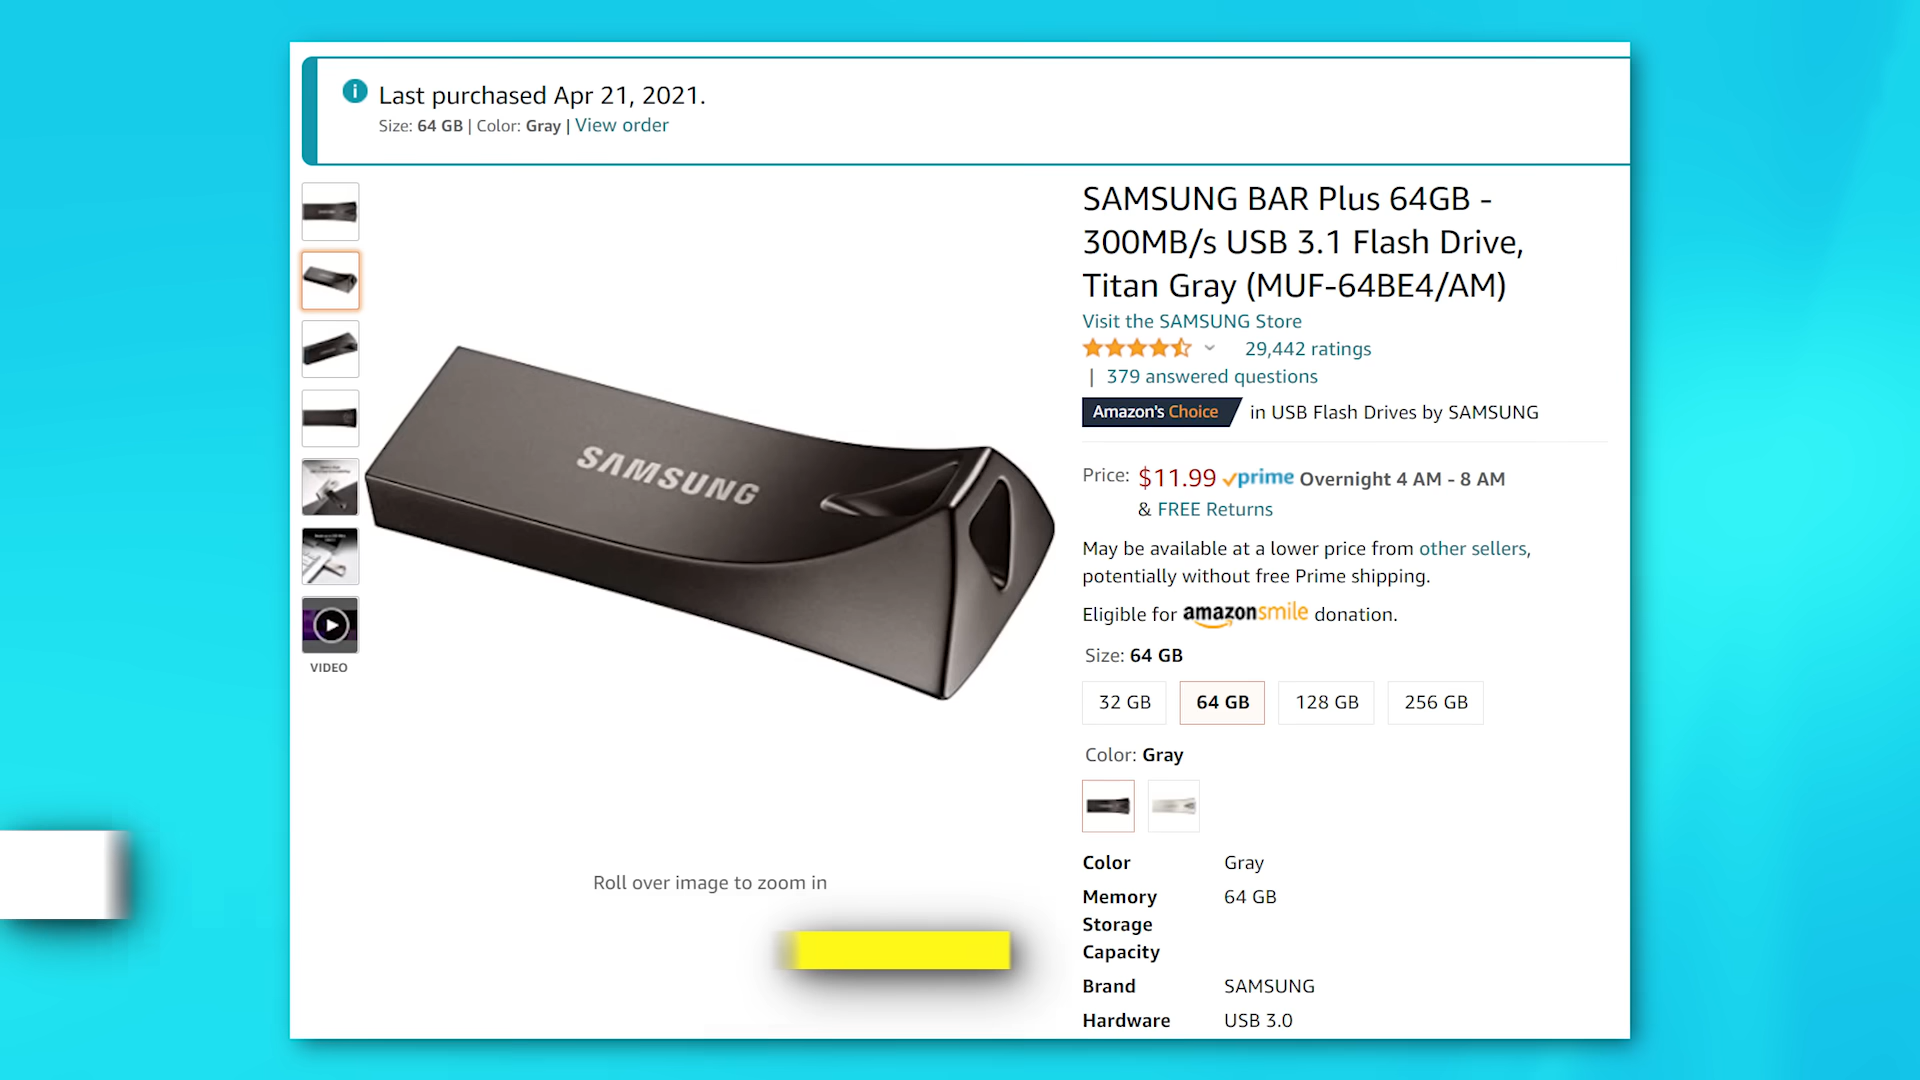 Last purchased Apr 21, 2021.
Size: 64 GB | Color: Gray | View order
SAMSUNG BAR Plus 64GB -
300MB/s USB 3.1 Flash Drive,
Titan Gray (MUF-64BE4/AM)
Visit the SAMSUNG Store
29,442 ratings
| 379 answered questions
Amazon's Choice in USB Flash Drives by SAMSUNG
Price: $11.99 prime Overnight 4 AM - 8 AM
& FREE Returns
May be available at a lower price from other sellers,
potentially without free Prime shipping.
Eligible for amazonsmile donation.
Size: 64 GB
32 GB 64 GB 128 GB 256 GB
Color: Gray
Color Gray
Memory 64 GB
Storage
Capacity
Brand SAMSUNG
Hardware USB 3.0
SAMSUNG
VIDEO
Roll over image to zoom in